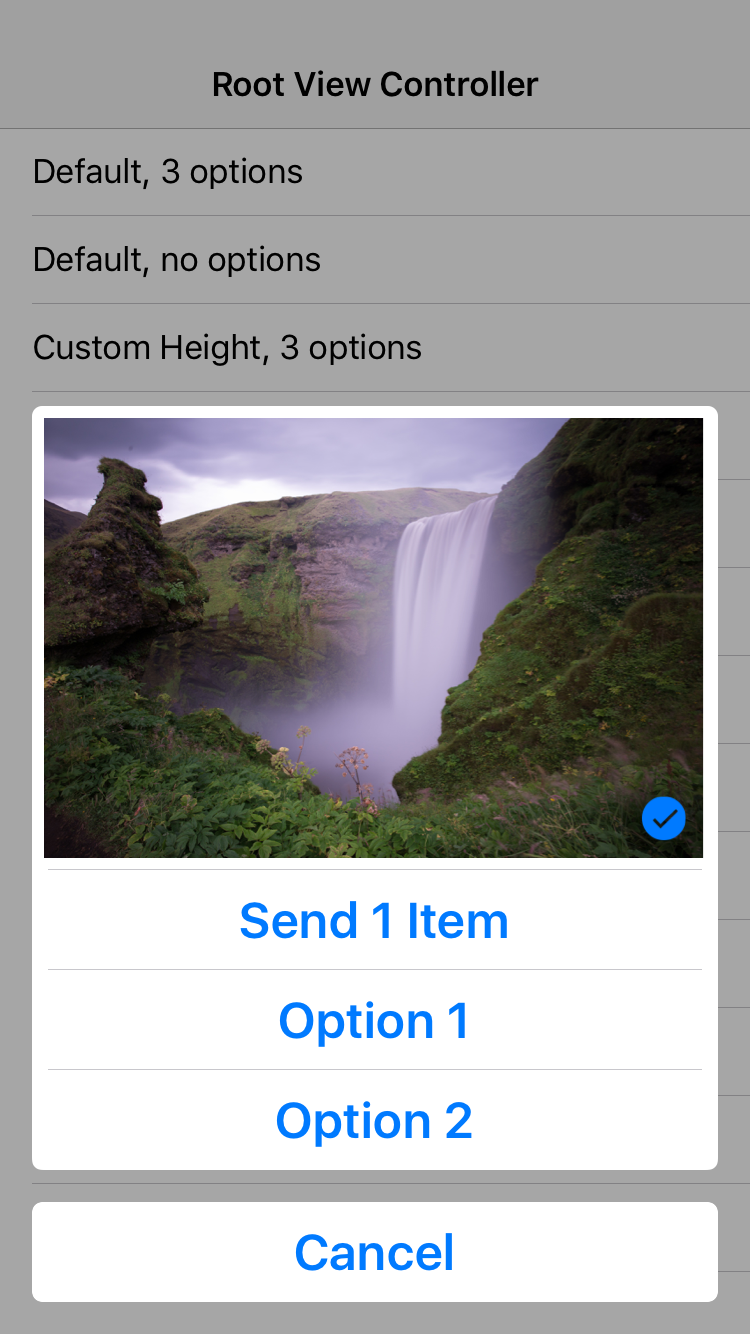 Root View Controller
Default, 3 options
Default, no options
Custom Height, 3 options
Send 1 Item
Option 1
Option 2
Cancel